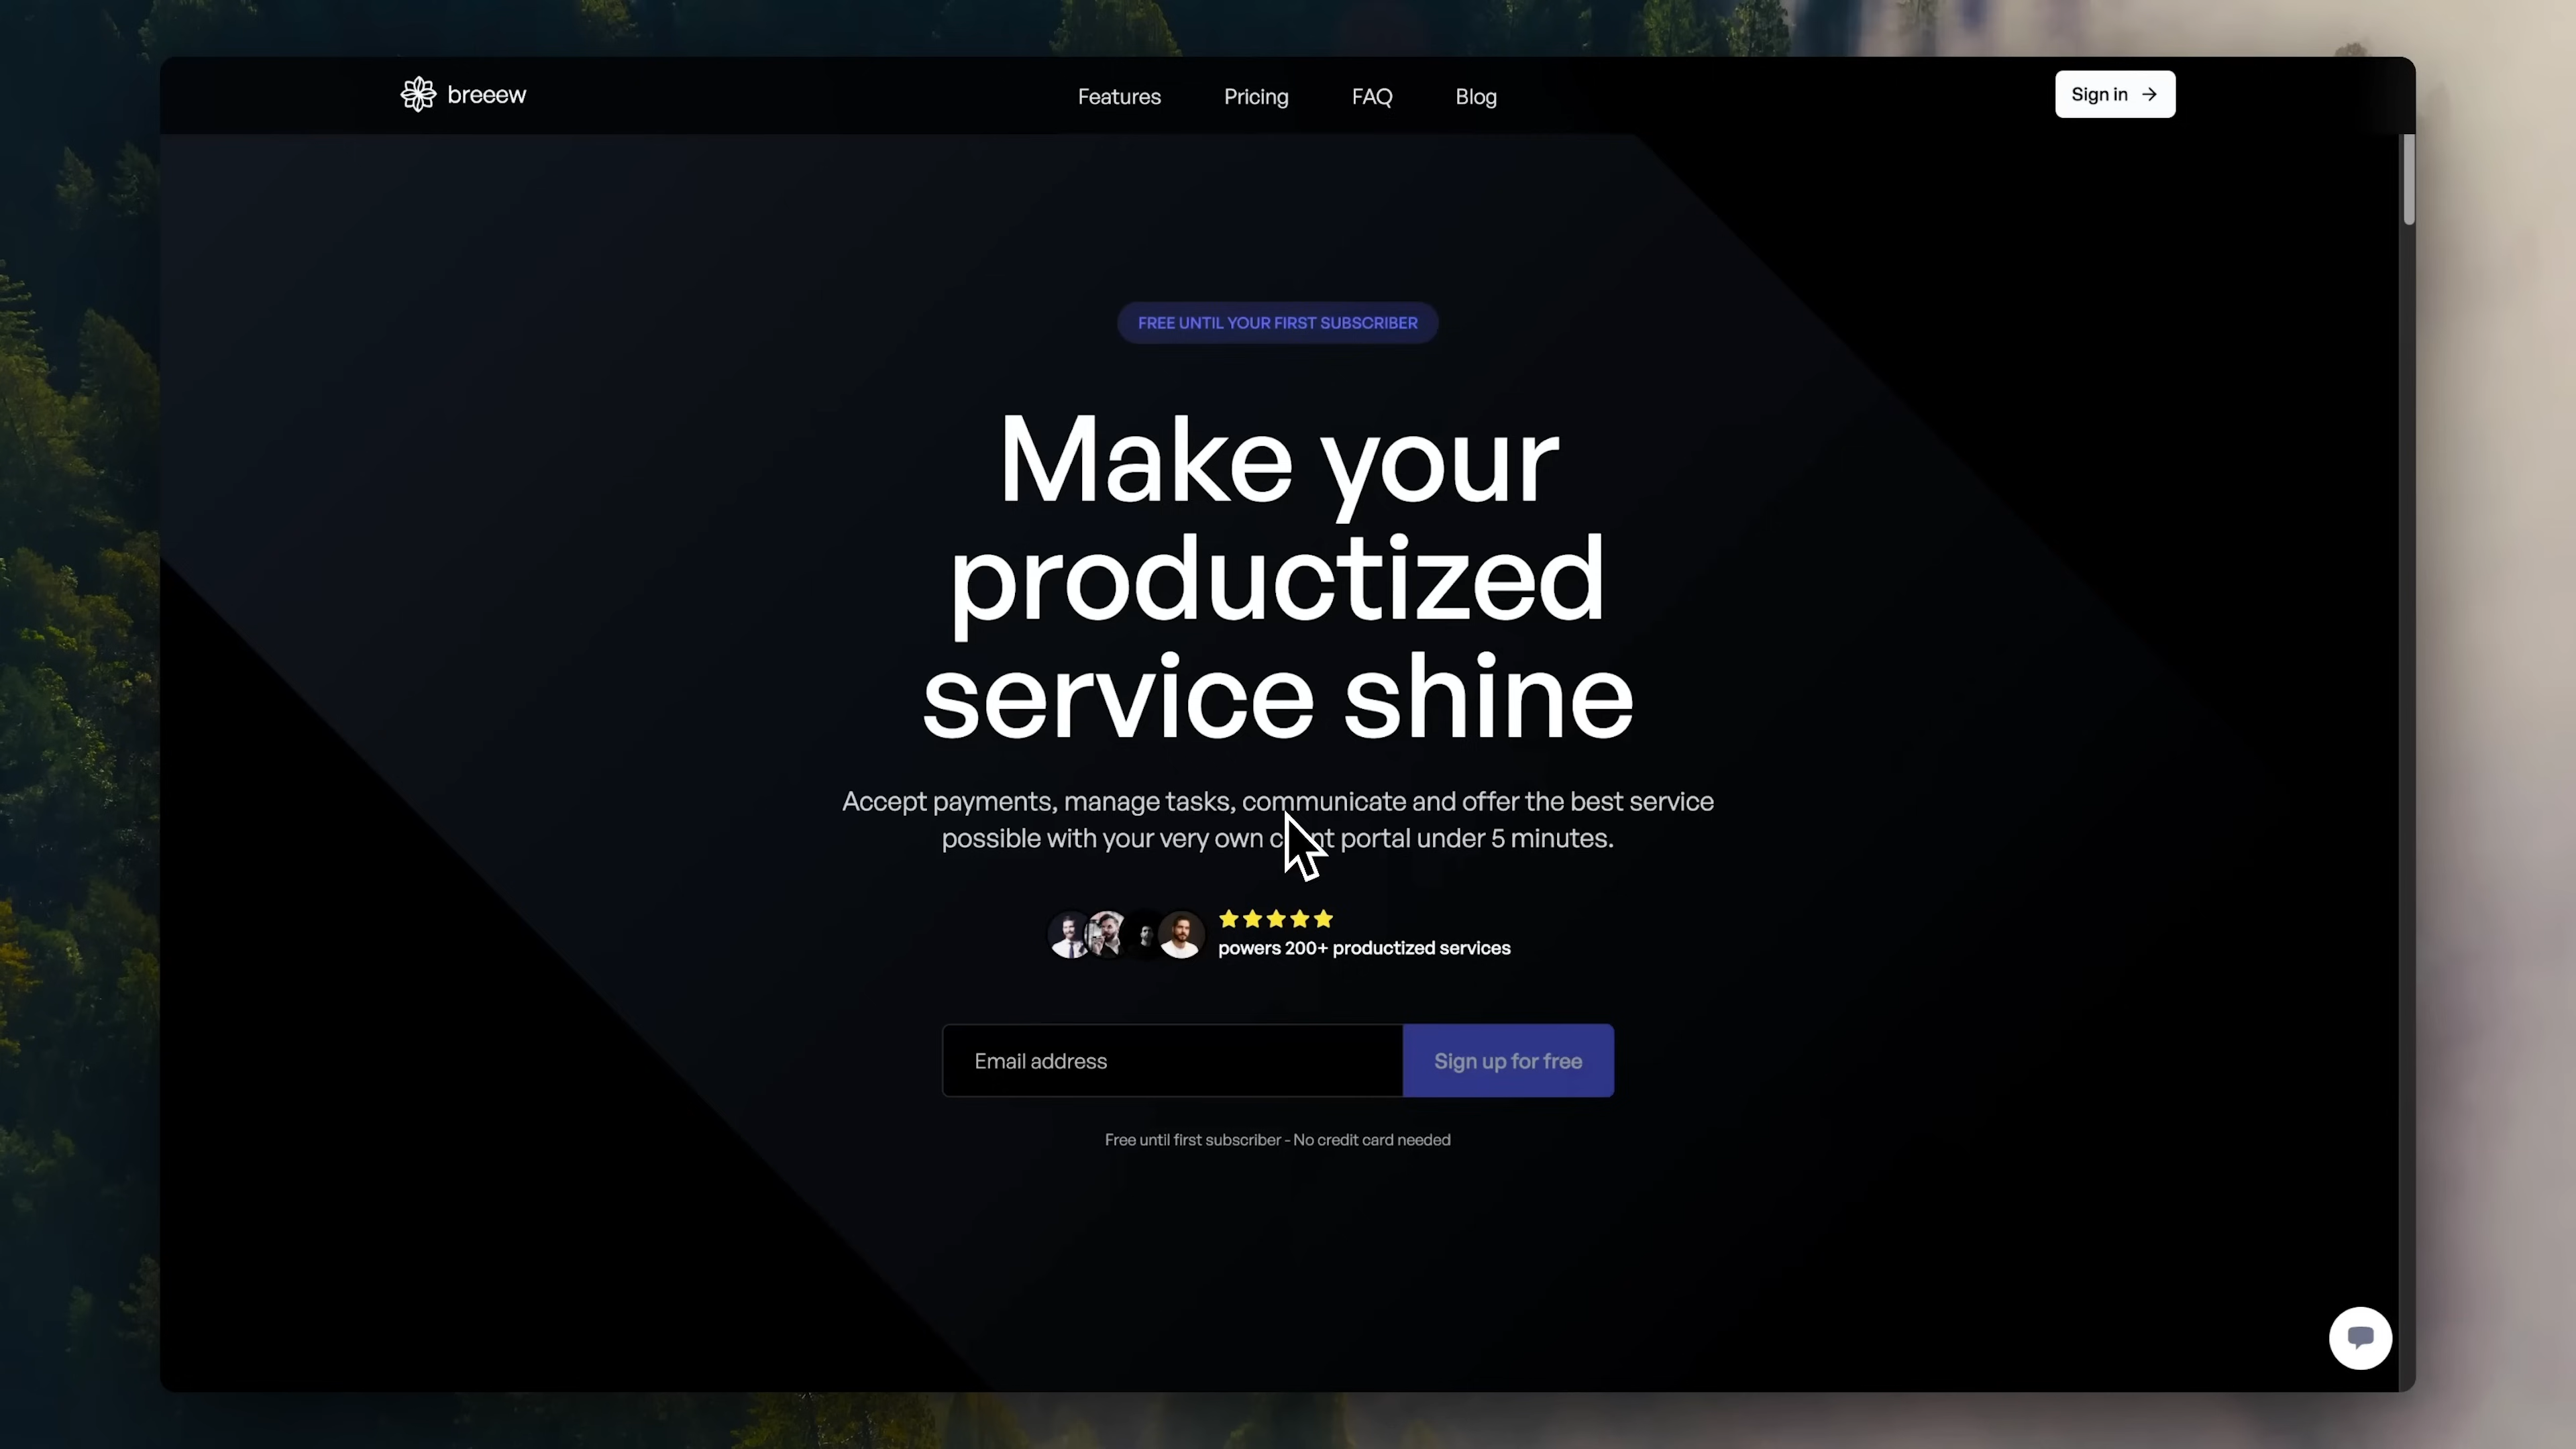 breeew
Features
Pricing
FAQ
Blog
Sign in
FREE UNTIL YOUR FIRST SUBSCRIBER
Make your
productized
service shine
Accept payments, manage tasks, communicate and offer the best service
possible with your very own portal under 5 minutes.
powers 200+ productized services
Email address
Sign up for free
Free until first subscriber - No credit card needed